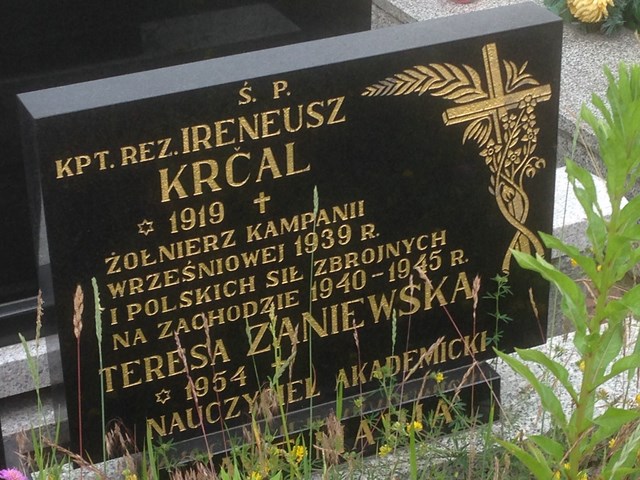 Ś. P.
KPT. REZ. IRENEUSZ
KRČAL
✡ 1919 ✝
ŻOŁNIERZ KAMPANII
WRZEŚNIOWEJ 1939 R.
I POLSKICH SIŁ ZBROJNYCH
NA ZACHODZIE 1940-1945 R.
TERESA ZANIEWSKA
✡ 1954 ✝
NAUCZYCIEL AKADEMICKI